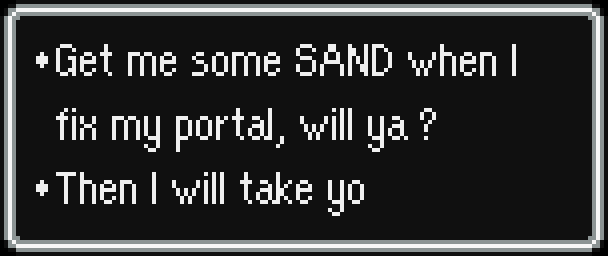 •Get me some SAND when I
fix my portal, will ya ?
•Then I will take yo